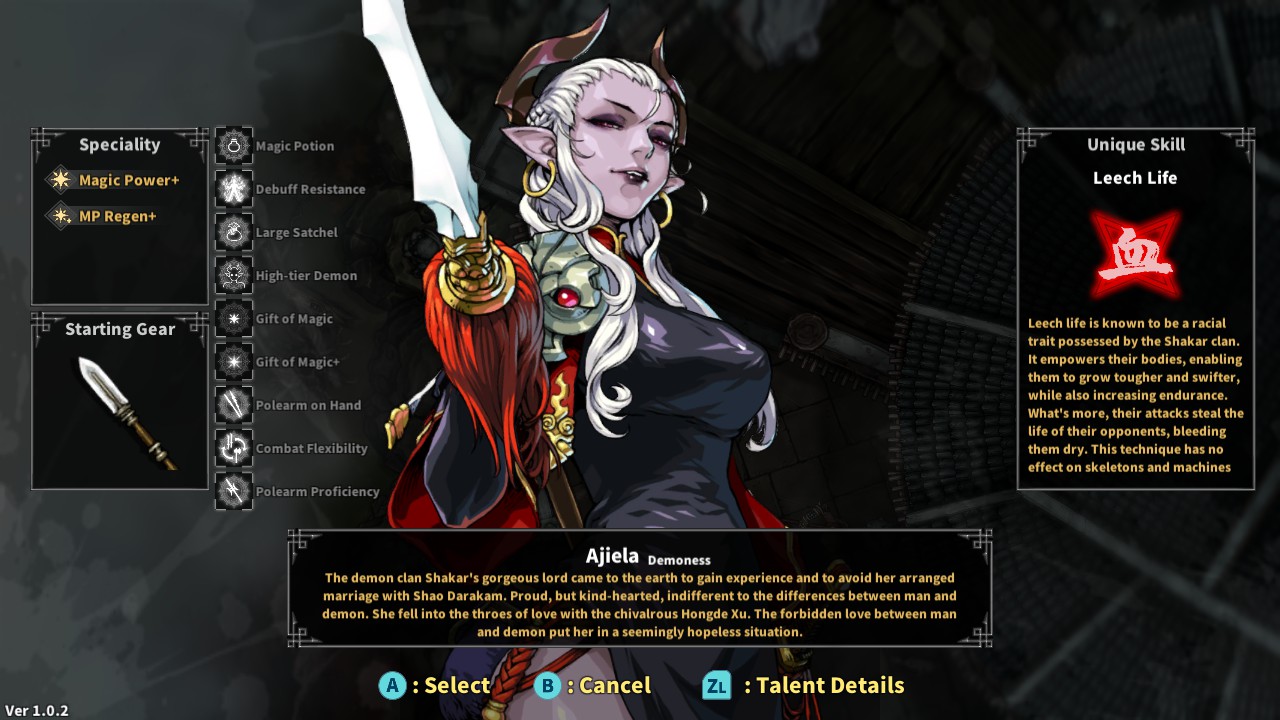 Speciality
Magic Power+
MP Regen+
Starting Gear
Magic Potion
Debuff Resistance
Large Satchel
High-tier Demon
Gift of Magic
Gift of Magic+
Polearm on Hand
Combat Flexibility
Polearm Proficiency
Unique Skill
Leech Life
血
Leech life is known to be a racial
trait possessed by the Shakar clan.
It empowers their bodies, enabling
them to grow tougher and swifter,
while also increasing endurance.
What's more, their attacks steal the
life of their opponents, bleeding
them dry. This technique has no
effect on skeletons and machines
Ajiela Demoness
The demon clan Shakar's gorgeous lord came to the earth to gain experience and to avoid her arranged
marriage with Shao Darakam. Proud, but kind-hearted, indifferent to the differences between man and
demon. She fell into the throes of love with the chivalrous Hongde Xu. The forbidden love between man
and demon put her in a seemingly hopeless situation.
A : Select B : Cancel ZL : Talent Details
Ver 1.0.2